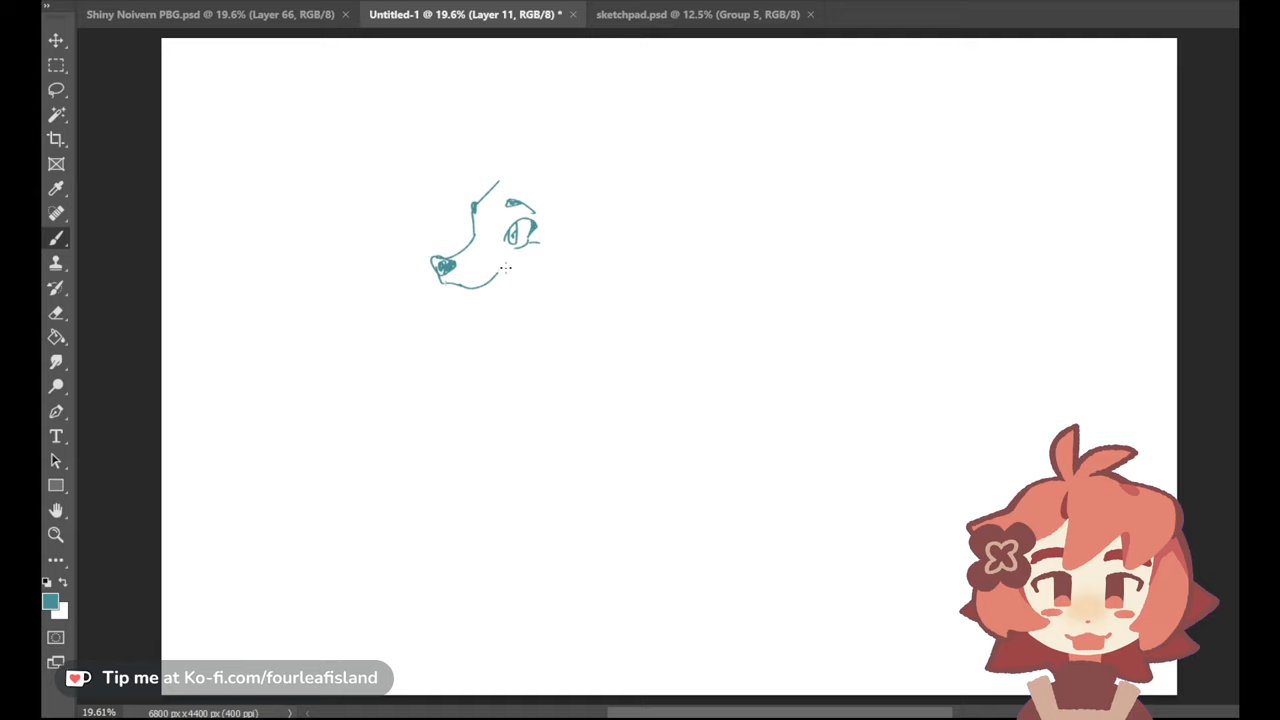 Shiny Noivern PBG.psd @ 19.6% (Layer 66, RGB/8) ×
Untitled-1 @ 19.6% (Layer 11, RGB/8) * ×
sketchpad.psd @ 12.5% (Group 5, RGB/8) ×
Tip me at Ko-fi.com/fourleafisland
19.61% 6800 px x 4400 px (400 ppi)